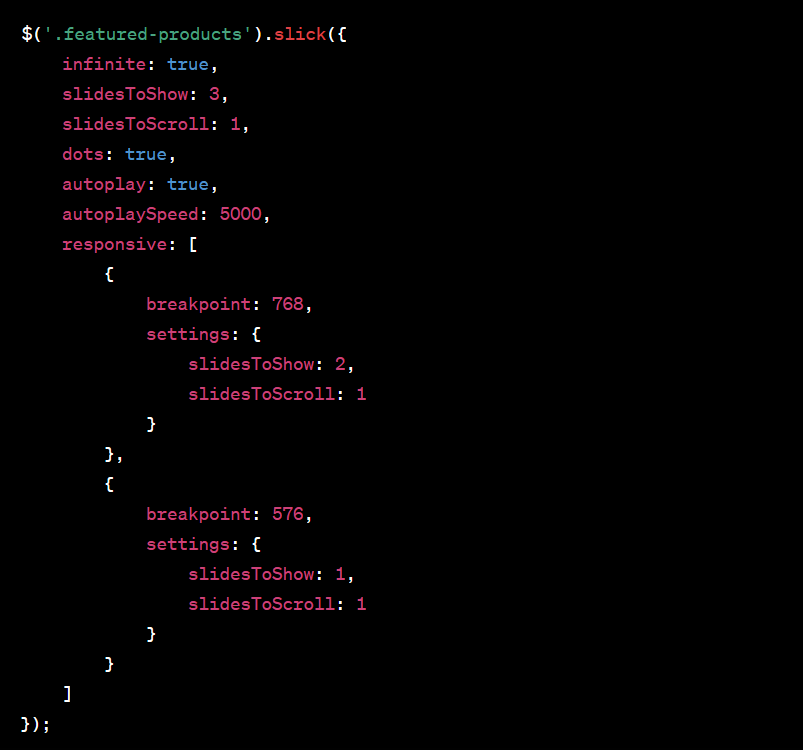 $('.featured-products').slick({
    infinite: true,
    slidesToShow: 3,
    slidesToScroll: 1,
    dots: true,
    autoplay: true,
    autoplaySpeed: 5000,
    responsive: [
        {
            breakpoint: 768,
            settings: {
                slidesToShow: 2,
                slidesToScroll: 1
            }
        },
        {
            breakpoint: 576,
            settings: {
                slidesToShow: 1,
                slidesToScroll: 1
            }
        }
    ]
});